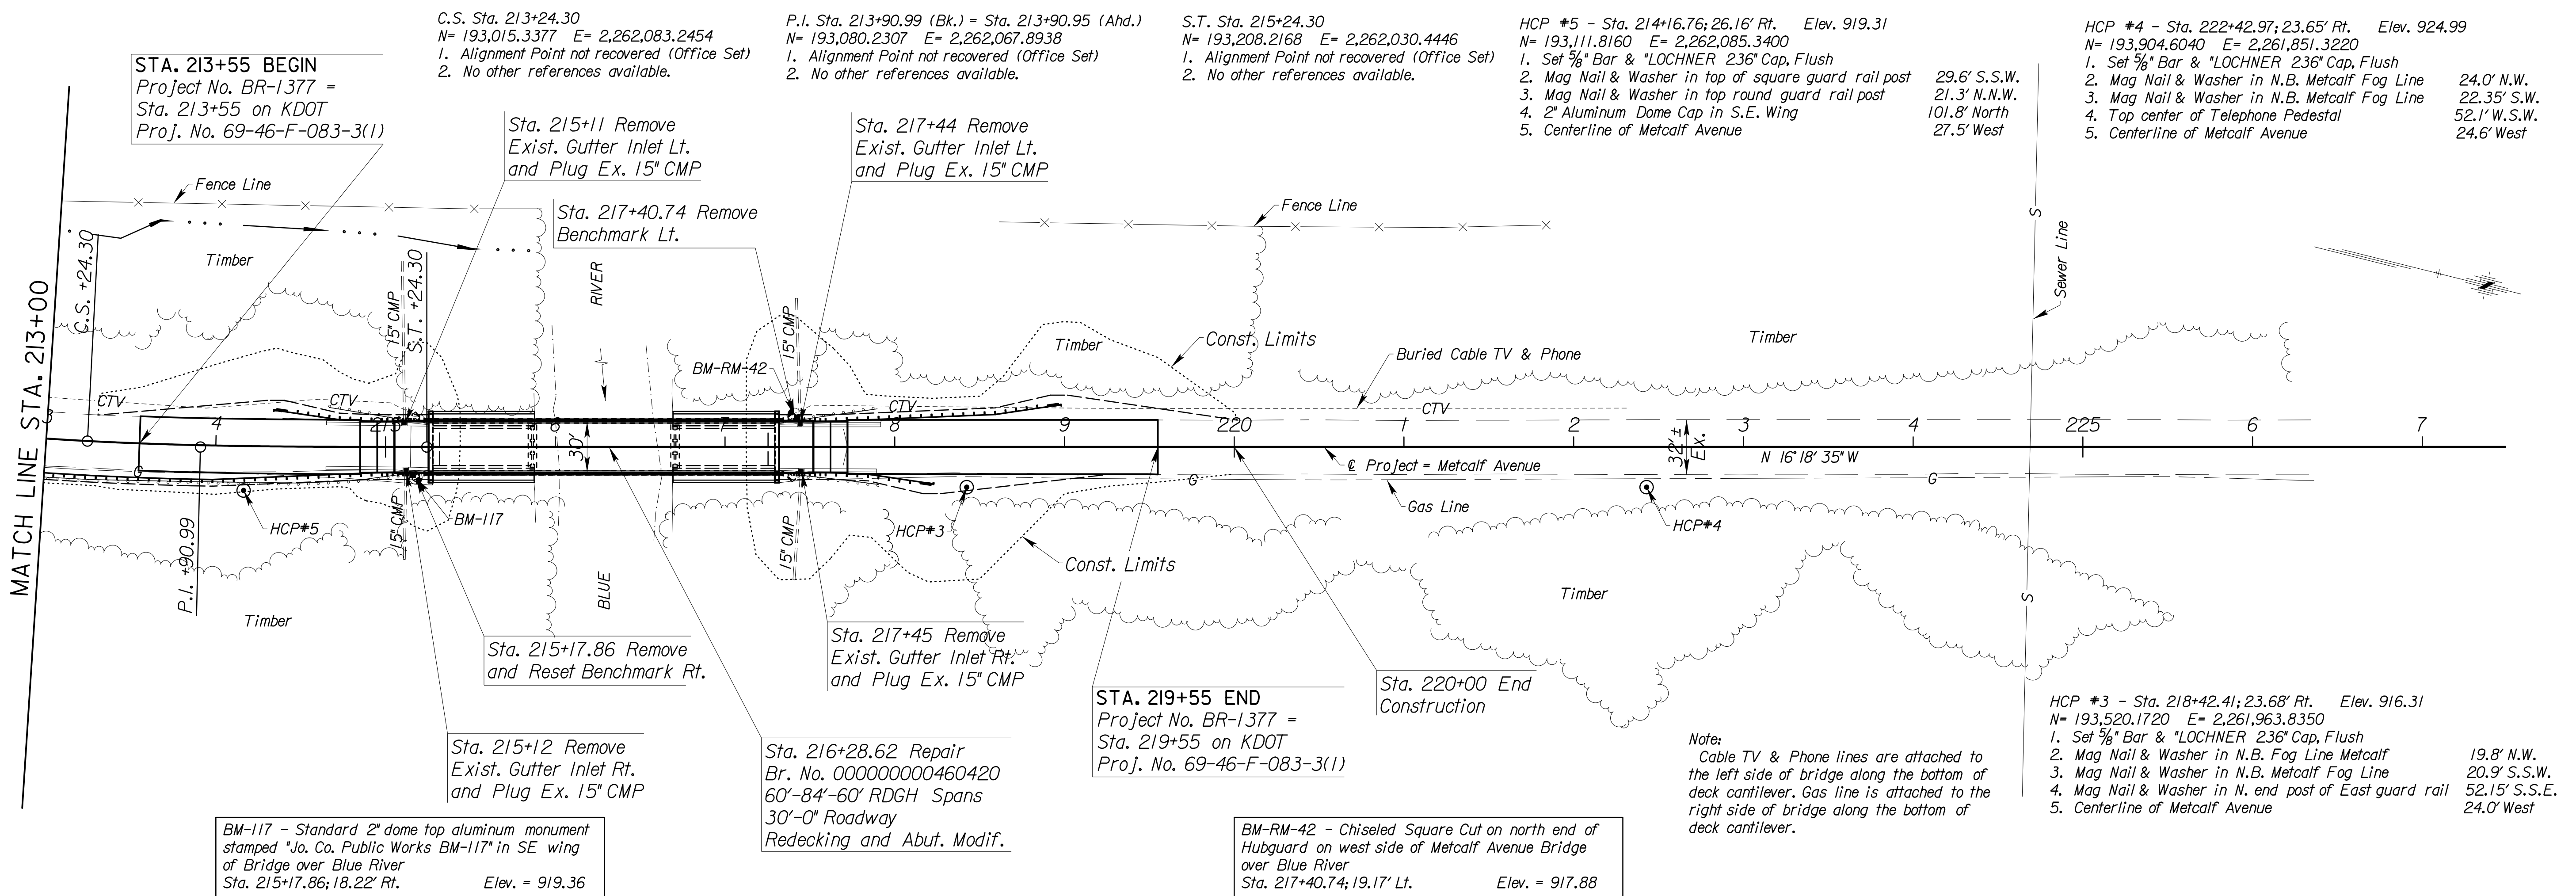 C.S. Sta. 213+24.30
N= 193,015.3377 E= 2,262,083.2454
1. Alignment Point not recovered (Office Set)
2. No other references available.
P.I. Sta. 213+90.99 (Bk.) = Sta. 213+90.95 (Ahd.)
N= 193,080.2307 E= 2,262,067.8938
1. Alignment Point not recovered (Office Set)
2. No other references available.
S.T. Sta. 215+24.30
N= 193,208.2168 E= 2,262,030.4446
1. Alignment Point not recovered (Office Set)
2. No other references available.
HCP #5 - Sta. 214+16.76; 26.16' Rt. Elev. 919.31
N= 193,111.8160 E= 2,262,085.3400
1. Set 5/8" Bar & "LOCHNER 236" Cap, Flush
2. Mag Nail & Washer in top of square guard rail post 29.6' S.S.W.
3. Mag Nail & Washer in top round guard rail post 21.3' N.N.W.
4. 2" Aluminum Dome Cap in S.E. Wing 101.8' North
5. Centerline of Metcalf Avenue 27.5' West
HCP #4 - Sta. 222+42.97; 23.65' Rt. Elev. 924.99
N= 193,904.6040 E= 2,261,851.3220
1. Set 5/8" Bar & "LOCHNER 236" Cap, Flush
2. Mag Nail & Washer in N.B. Metcalf Fog Line 24.0' N.W.
3. Mag Nail & Washer in N.B. Metcalf Fog Line 22.35' S.W.
4. Top center of Telephone Pedestal 52.1' W.S.W.
5. Centerline of Metcalf Avenue 24.6' West
STA. 213+55 BEGIN
Project No. BR-1377 =
Sta. 213+55 on KDOT
Proj. No. 69-46-F-083-3(1)
Sta. 215+11 Remove
Exist. Gutter Inlet Lt.
and Plug Ex. 15" CMP
Sta. 217+44 Remove
Exist. Gutter Inlet Lt.
and Plug Ex. 15" CMP
Sta. 217+40.74 Remove
Benchmark Lt.
Fence Line
Fence Line
Timber
RIVER
S
Sewer Line
MATCH LINE STA. 213+00
C.S. +24.30
15" CMP
S.T. +24.30
15" CMP
BM-RM-42
Timber
Const. Limits
Timber
Buried Cable TV & Phone
CTV
CTV
CTV
CTV
3
4
215
6
7
8
9
220
1
2
3
4
225
6
7
30'
32'±
Ex.
℄ Project = Metcalf Avenue
N 16°18' 35" W
G
G
G
Gas Line
HCP#5
BM-117
HCP#3
HCP#4
15" CMP
15" CMP
P.I. +90.99
BLUE
Const. Limits
Timber
Timber
S
Sta. 215+17.86 Remove
and Reset Benchmark Rt.
Sta. 217+45 Remove
Exist. Gutter Inlet Rt.
and Plug Ex. 15" CMP
STA. 219+55 END
Project No. BR-1377 =
Sta. 219+55 on KDOT
Proj. No. 69-46-F-083-3(1)
Sta. 220+00 End
Construction
Sta. 215+12 Remove
Exist. Gutter Inlet Rt.
and Plug Ex. 15" CMP
Sta. 216+28.62 Repair
Br. No. 000000000460420
60'-84'-60' RDGH Spans
30'-0" Roadway
Redecking and Abut. Modif.
Note:
Cable TV & Phone lines are attached to
the left side of bridge along the bottom of
deck cantilever. Gas line is attached to the
right side of bridge along the bottom of
deck cantilever.
HCP #3 - Sta. 218+42.41; 23.68' Rt. Elev. 916.31
N= 193,520.1720 E= 2,261,963.8350
1. Set 5/8" Bar & "LOCHNER 236" Cap, Flush
2. Mag Nail & Washer in N.B. Fog Line Metcalf 19.8' N.W.
3. Mag Nail & Washer in N.B. Metcalf Fog Line 20.9' S.S.W.
4. Mag Nail & Washer in N. end post of East guard rail 52.15' S.S.E.
5. Centerline of Metcalf Avenue 24.0' West
BM-117 - Standard 2" dome top aluminum monument
stamped "Jo. Co. Public Works BM-117" in SE wing
of Bridge over Blue River
Sta. 215+17.86; 18.22' Rt. Elev. = 919.36
BM-RM-42 - Chiseled Square Cut on north end of
Hubguard on west side of Metcalf Avenue Bridge
over Blue River
Sta. 217+40.74; 19.17' Lt. Elev. = 917.88